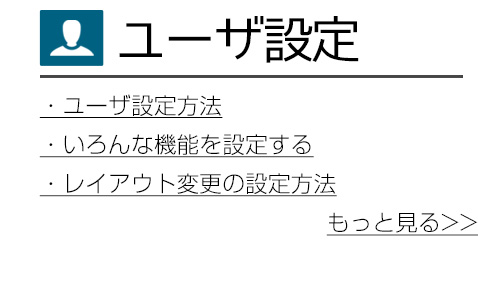 ユーザ設定
・ユーザ設定方法
・いろんな機能を設定する
・レイアウト変更の設定方法
もっと見る>>